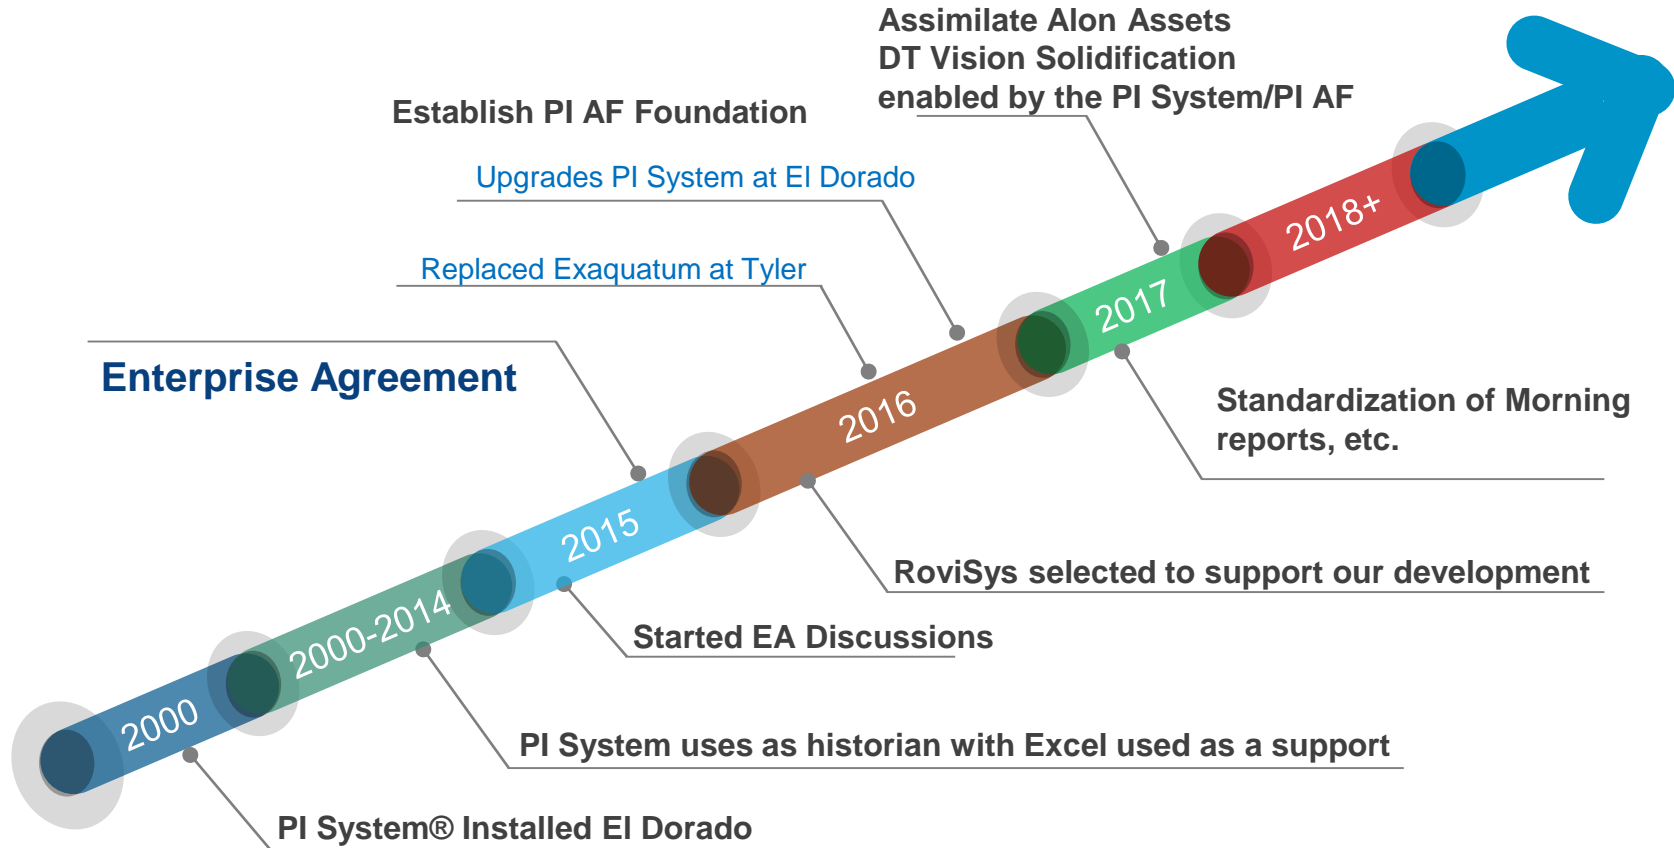 Assimilate Alon Assets
DT Vision Solidification
enabled by the PI System/PI AF
Establish PI AF Foundation
Upgrades PI System at El Dorado
2018+
Replaced Exaquatum at Tyler
2017
Enterprise Agreement
2016
Standardization of Morning
reports, etc.
2015
RoviSys selected to support our development
2000-2014
Started EA Discussions
2000
PI System uses as historian with Excel used as a support
PI System® Installed El Dorado